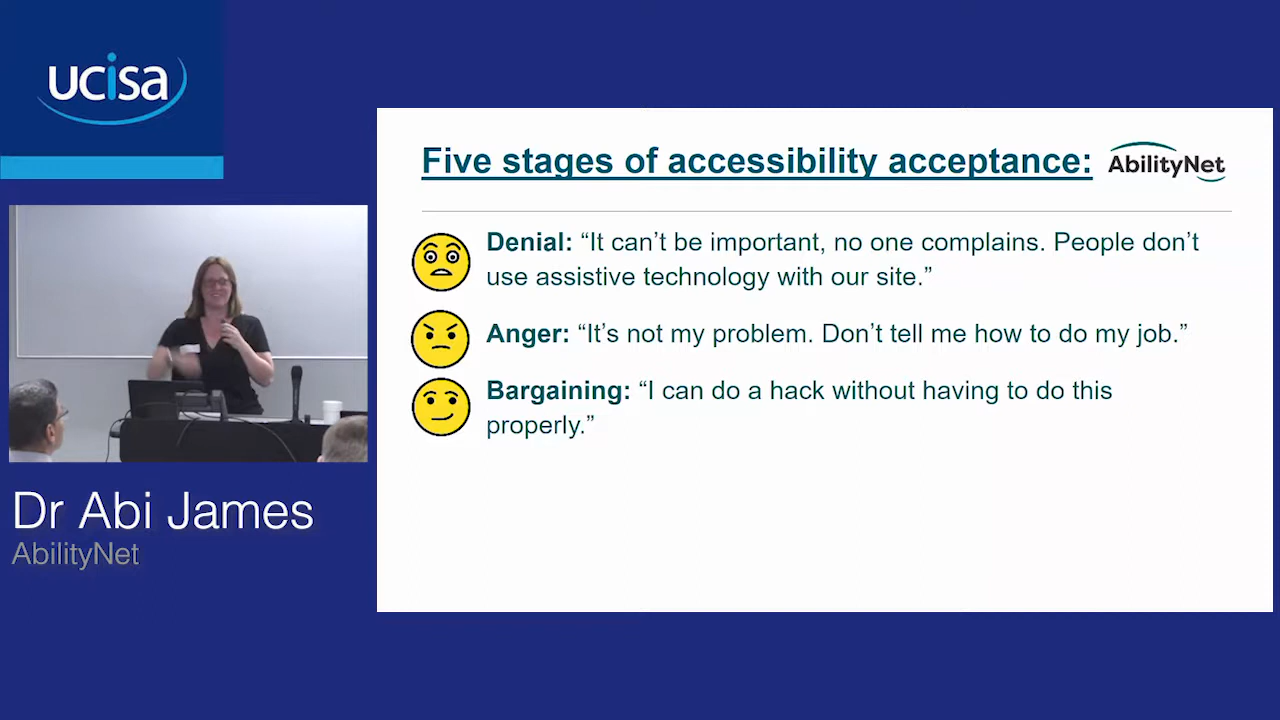 ucisa
Five stages of accessibility acceptance:
AbilityNet
Denial: “It can’t be important, no one complains. People don’t
use assistive technology with our site.”
Anger: “It’s not my problem. Don’t tell me how to do my job.”
Bargaining: “I can do a hack without having to do this
properly.”
Dr Abi James
AbilityNet